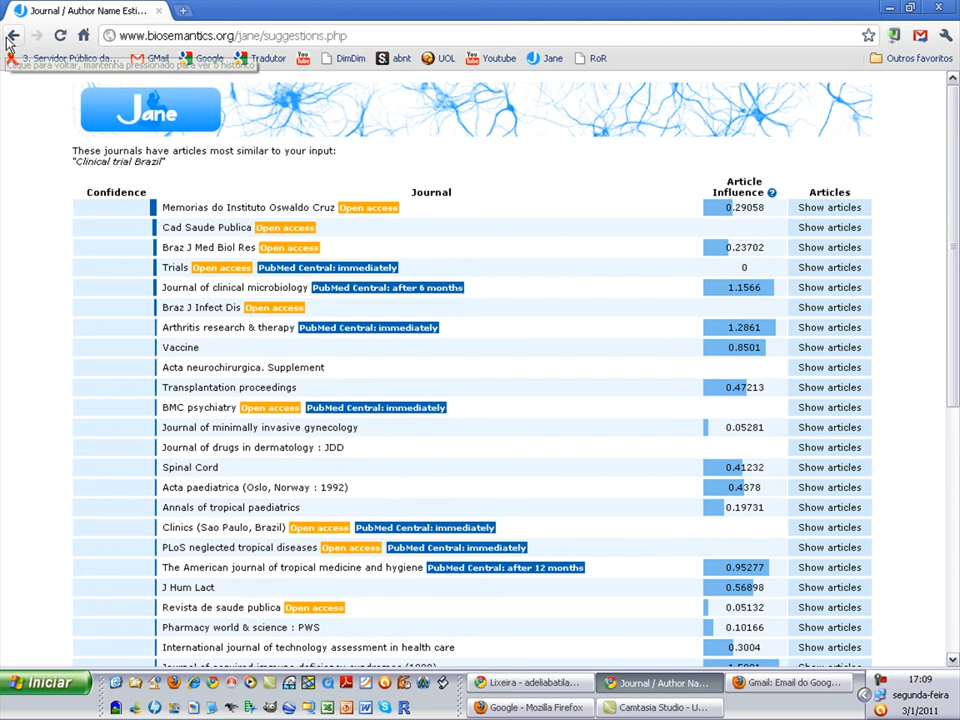 Journal / Author Name Esti...
www.biosemantics.org/jane/suggestions.php
3. Servidor Público da... GMail Google Tradutor DimDim abnt UOL Youtube Jane RoR Outros favoritos
Clique para voltar, mantenha pressionado para ver o histórico
Jane
These journals have articles most similar to your input:
"Clinical trial Brazil"
Confidence Journal Article Influence ? Articles
Memorias do Instituto Oswaldo Cruz Open access 0.29058 Show articles
Cad Saude Publica Open access Show articles
Braz J Med Biol Res Open access 0.23702 Show articles
Trials Open access PubMed Central: immediately 0 Show articles
Journal of clinical microbiology PubMed Central: after 6 months 1.1566 Show articles
Braz J Infect Dis Open access Show articles
Arthritis research & therapy PubMed Central: immediately 1.2861 Show articles
Vaccine 0.8501 Show articles
Acta neurochirurgica. Supplement Show articles
Transplantation proceedings 0.47213 Show articles
BMC psychiatry Open access PubMed Central: immediately Show articles
Journal of minimally invasive gynecology 0.05281 Show articles
Journal of drugs in dermatology : JDD Show articles
Spinal Cord 0.41232 Show articles
Acta paediatrica (Oslo, Norway : 1992) 0.4378 Show articles
Annals of tropical paediatrics 0.19731 Show articles
Clinics (Sao Paulo, Brazil) Open access PubMed Central: immediately Show articles
PLoS neglected tropical diseases Open access PubMed Central: immediately Show articles
The American journal of tropical medicine and hygiene PubMed Central: after 12 months 0.95277 Show articles
J Hum Lact 0.56898 Show articles
Revista de saude publica Open access 0.05132 Show articles
Pharmacy world & science : PWS 0.10166 Show articles
International journal of technology assessment in health care 0.3004 Show articles
Iniciar Lixeira - adeliabatila... Journal / Author Na... Gmail: Email do Goog... 17:09
segunda-feira
Google - Mozilla Firefox Camtasia Studio - U... 3/1/2011